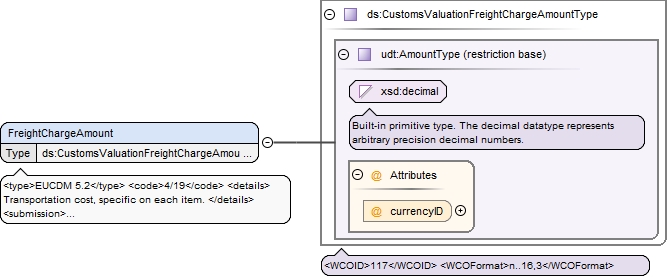 ds:CustomsValuationFreightChargeAmountType
udt:AmountType (restriction base)
xsd:decimal
Built-in primitive type. The decimal datatype represents
arbitrary precision decimal numbers.
FreightChargeAmount
Type ds:CustomsValuationFreightChargeAmou ...
<type>EUCDM 5.2</type> <code>4/19</code> <details>
Transportation cost, specific on each item. </details>
<submission...
@ Attributes
@ currencyID
<WCOID>117</WCOID> <WCOFormat>n..16,3</WCOFormat>